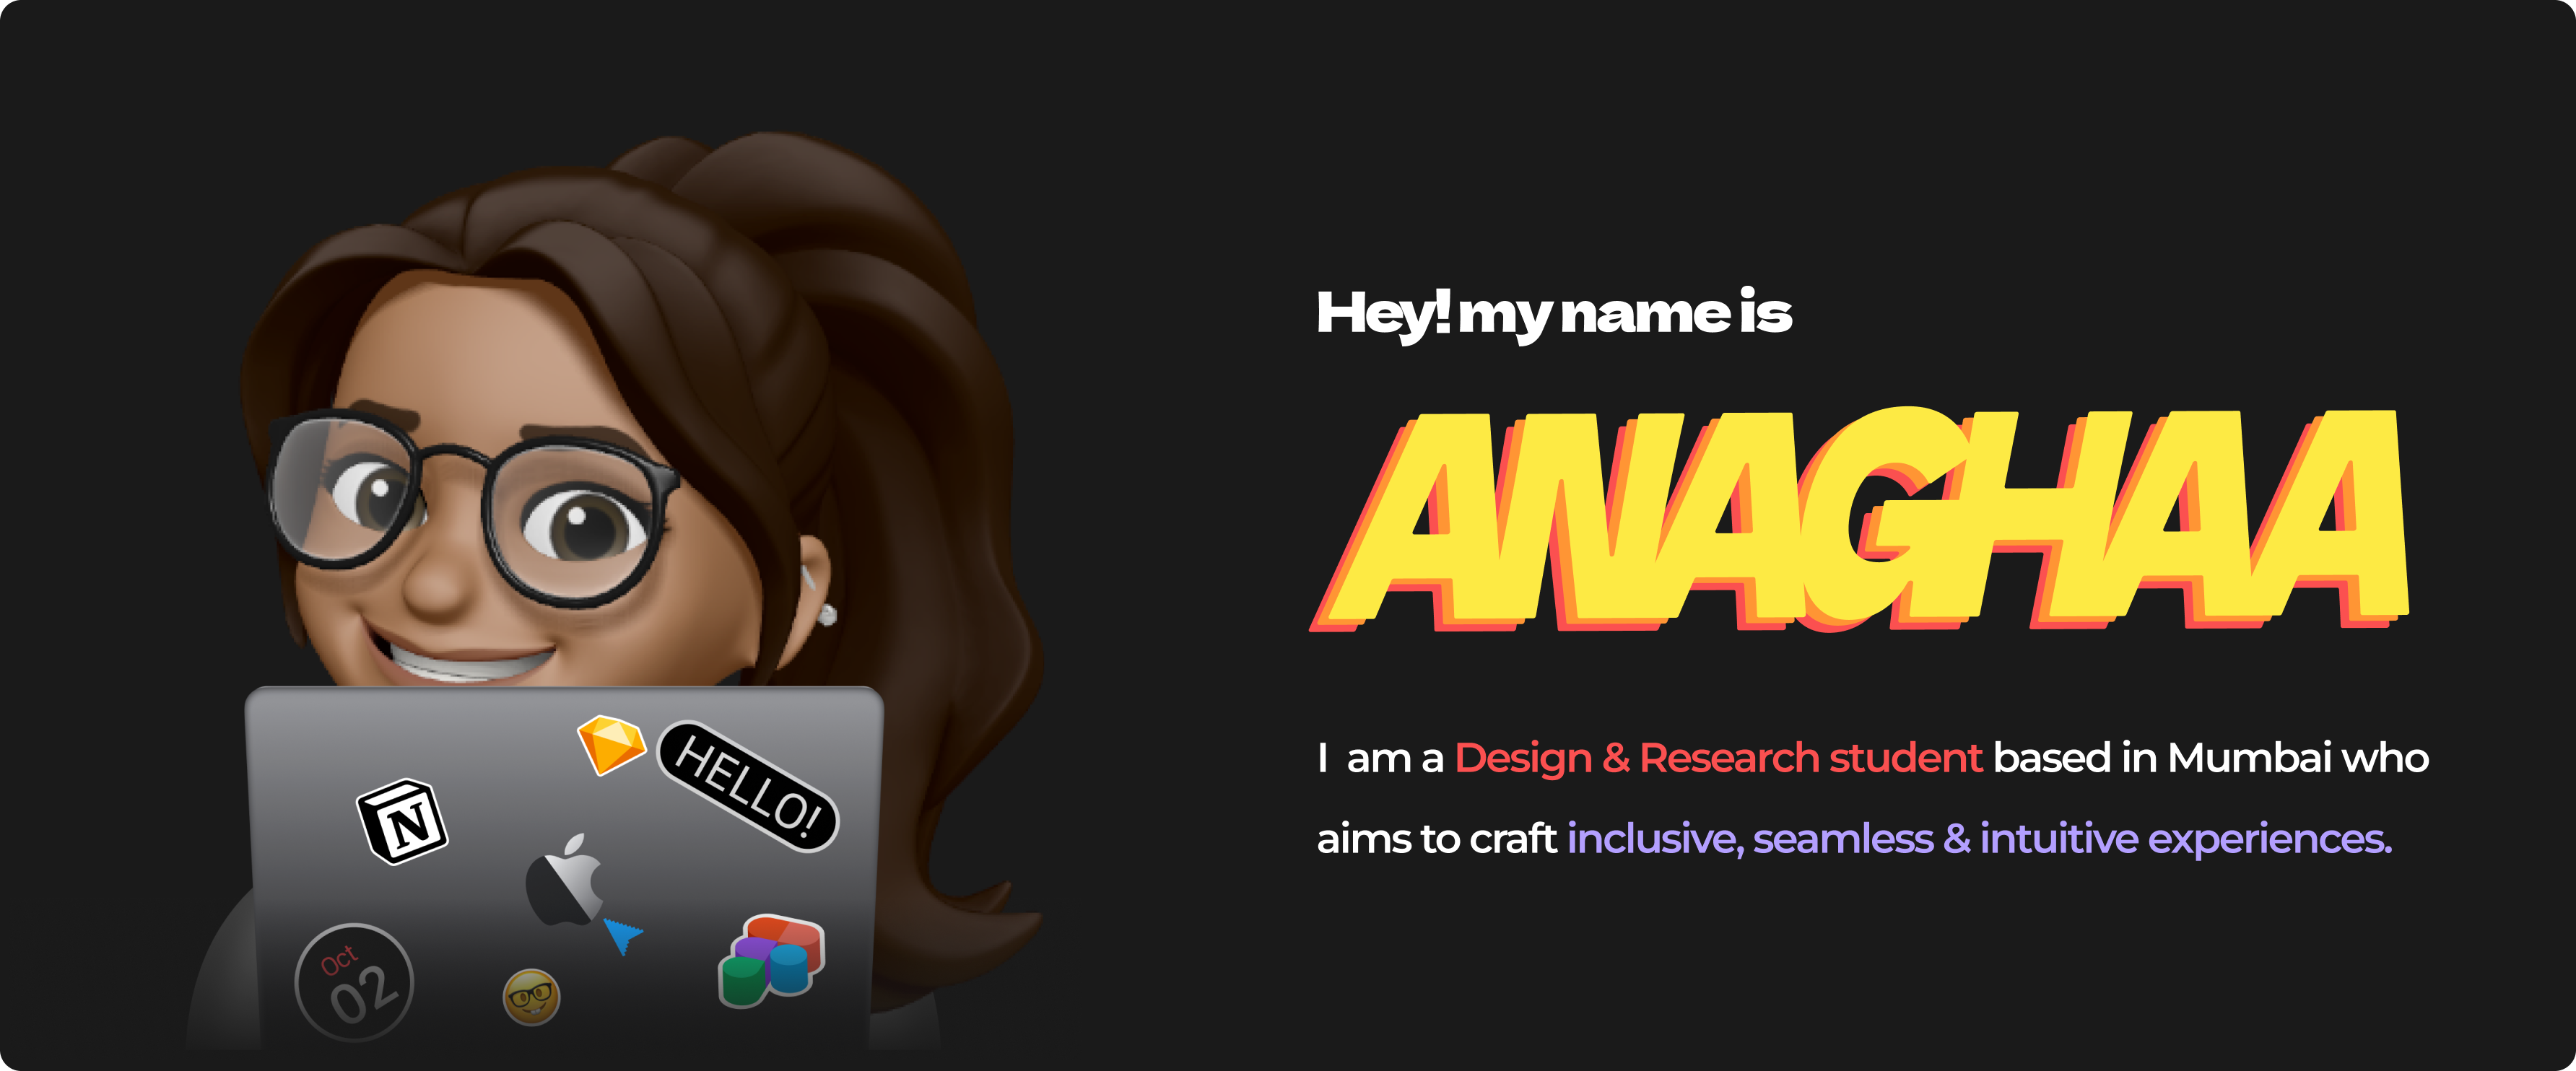 Hey! my name is
ANAGHAA
I am a Design & Research student based in Mumbai who
aims to craft inclusive, seamless & intuitive experiences.
HELLO!
N
Oct
02